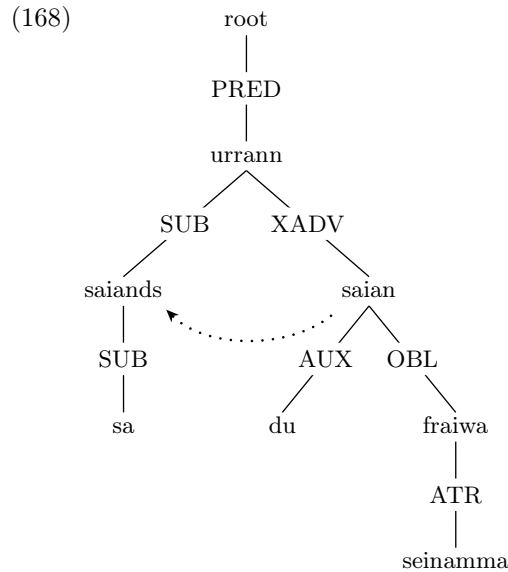 (168)
root
PRED
urrann
SUB XADV
saiands saian
SUB AUX OBL
sa du fraiwa
ATR
seinamma